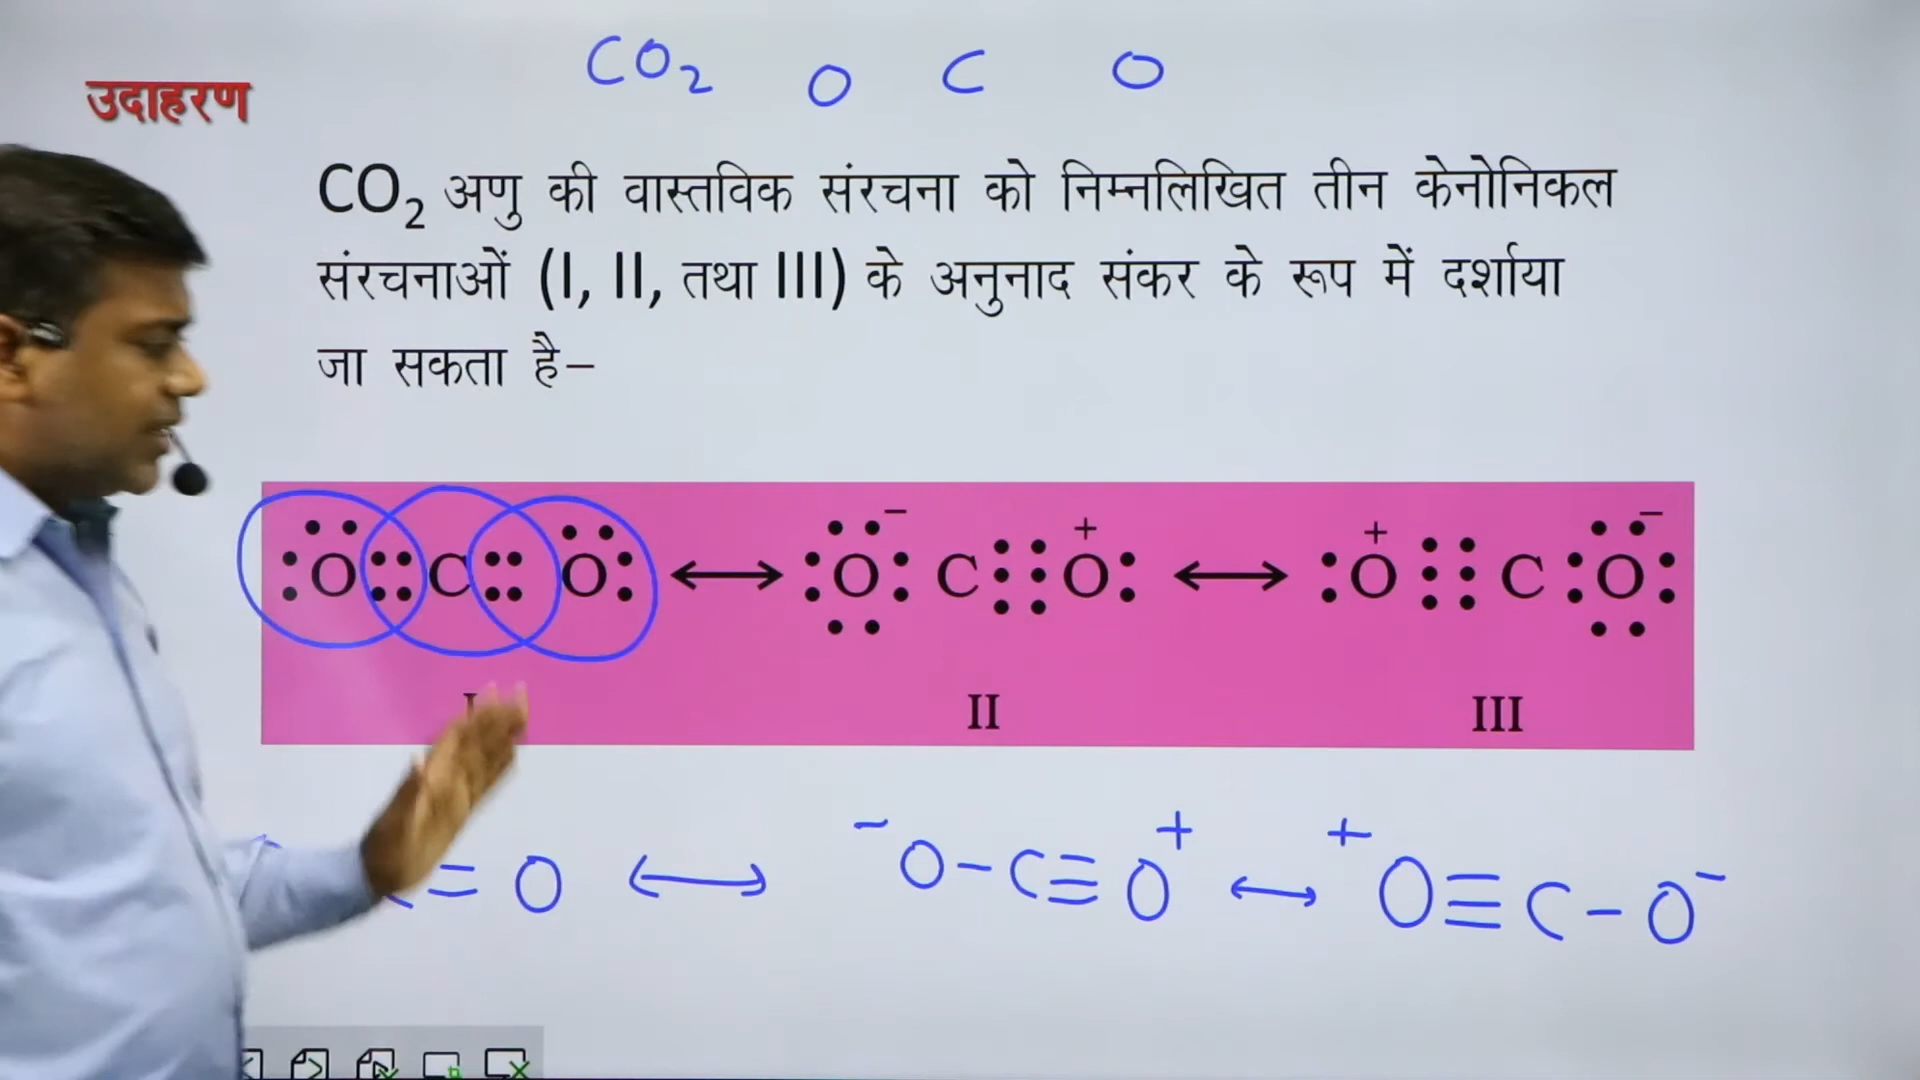 CO₂ O C O
उदाहरण
CO₂ अणु की वास्तविक संरचना को निम्नलिखित तीन केनोनिकल
संरचनाओं (I, II, तथा III) के अनुनाद संकर के रूप में दर्शाया
जा सकता है–
:Ö::C::Ö: ↔ :Ö:⁻ C⋮⋮O⁺: ↔ :O⁺⋮⋮C :Ö:⁻
I II III
= O ↔ ⁻O–C≡O⁺ ↔ ⁺O≡C–O⁻